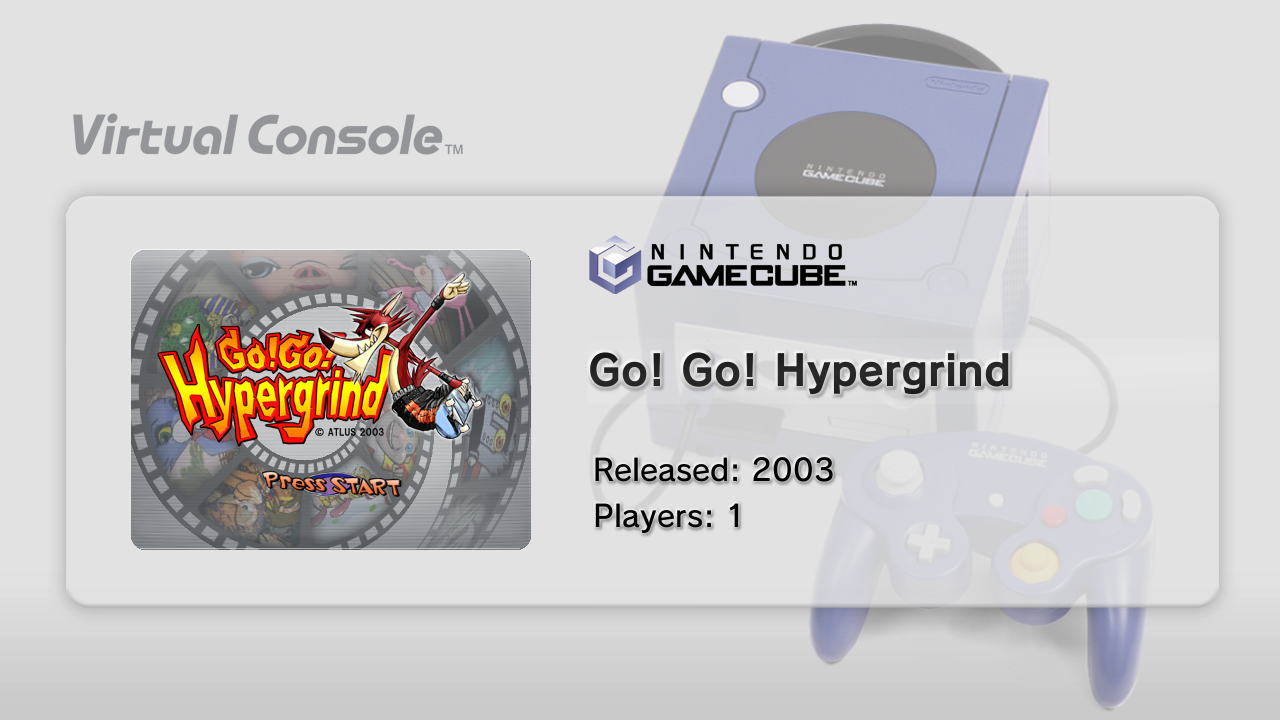 Virtual Console™
Nintendo
NINTENDO
GAMECUBE
NINTENDO
GAMECUBE™
Go!Go!
Hypergrind
© ATLUS 2003
PRESS START
Go! Go! Hypergrind
Released: 2003
Players: 1
NINTENDO
GAMECUBE